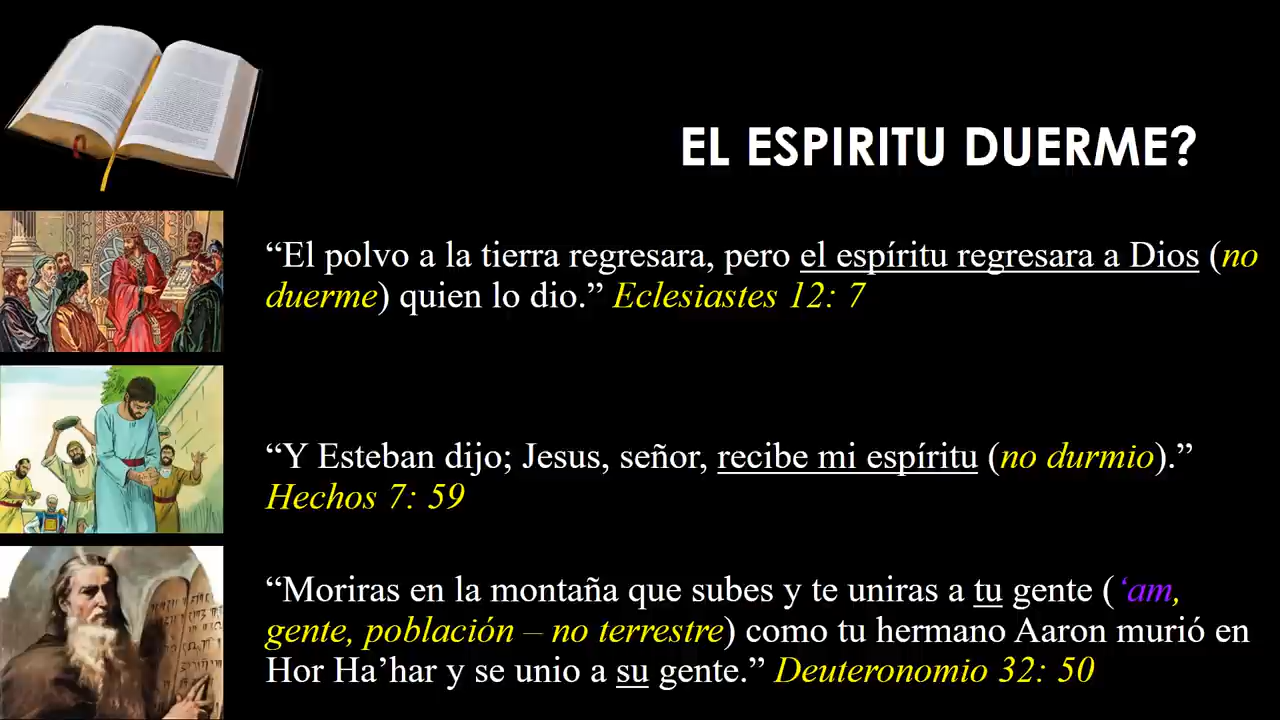 EL ESPIRITU DUERME?
“El polvo a la tierra regresara, pero el espíritu regresara a Dios (no
duerme) quien lo dio.” Eclesiastes 12: 7
“Y Esteban dijo; Jesus, señor, recibe mi espíritu (no durmio).”
Hechos 7: 59
“Moriras en la montaña que subes y te uniras a tu gente (‘am,
gente, población – no terrestre) como tu hermano Aaron murió en
Hor Ha’har y se unio a su gente.” Deuteronomio 32: 50